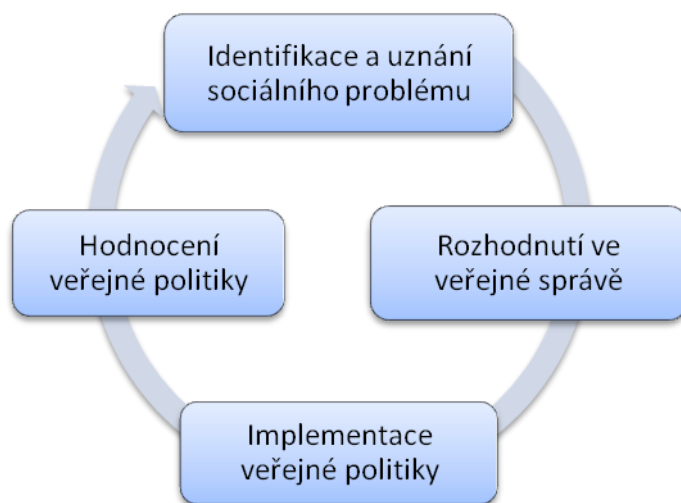 Identifikace a uznání
sociálního problému
Rozhodnutí ve
veřejné správě
Implementace
veřejné politiky
Hodnocení
veřejné politiky